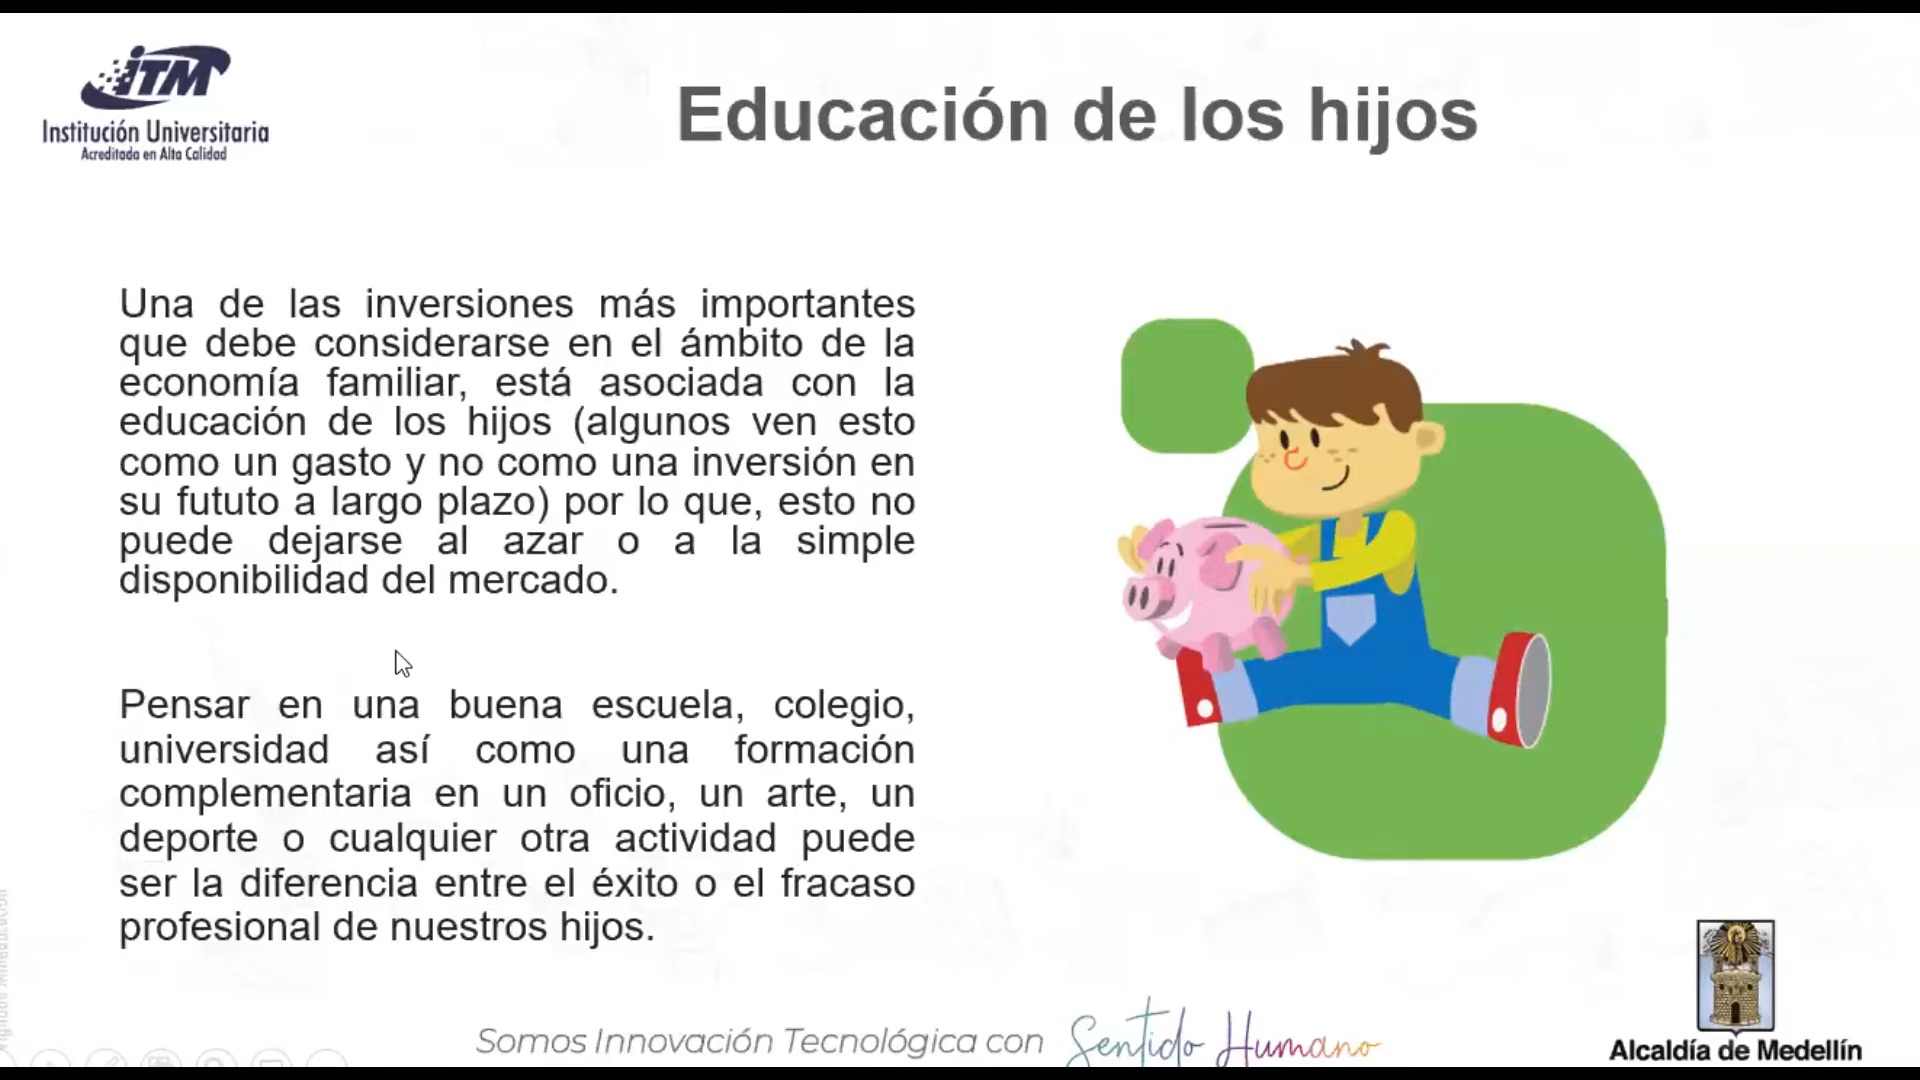 iTM
Institución Universitaria
Acreditada en Alta Calidad
Educación de los hijos
Una de las inversiones más importantes
que debe considerarse en el ámbito de la
economía familiar, está asociada con la
educación de los hijos (algunos ven esto
como un gasto y no como una inversión en
su fututo a largo plazo) por lo que, esto no
puede dejarse al azar o a la simple
disponibilidad del mercado.
Pensar en una buena escuela, colegio,
universidad así como una formación
complementaria en un oficio, un arte, un
deporte o cualquier otra actividad puede
ser la diferencia entre el éxito o el fracaso
profesional de nuestros hijos.
Somos Innovación Tecnológica con Sentido Humano
Alcaldía de Medellín